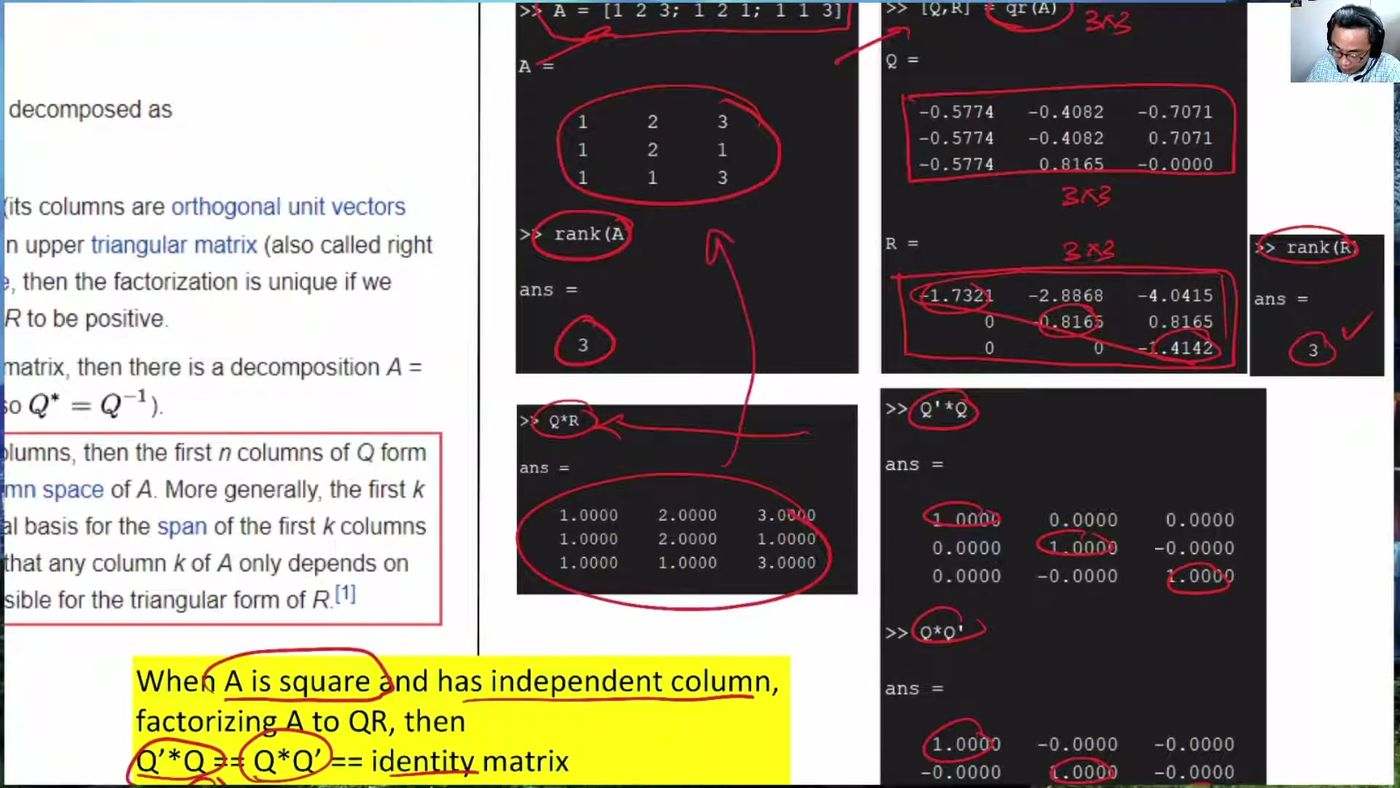 decomposed as
(its columns are orthogonal unit vectors
n upper triangular matrix (also called right
e, then the factorization is unique if we
R to be positive.
matrix, then there is a decomposition A =
so Q* = Q⁻¹).
olumns, then the first n columns of Q form
mn space of A. More generally, the first k
al basis for the span of the first k columns
that any column k of A only depends on
sible for the triangular form of R.[1]
>> A = [1 2 3; 1 2 1; 1 1 3]
A =
1 2 3
1 2 1
1 1 3
>> rank(A
ans =
3
>> Q*R
ans =
1.0000 2.0000 3.0000
1.0000 2.0000 1.0000
1.0000 1.0000 3.0000
>> [Q,R] = qr(A)
3×3
Q =
-0.5774 -0.4082 -0.7071
-0.5774 -0.4082 0.7071
-0.5774 0.8165 -0.0000
3×3
R =
3×3
-1.7321 -2.8868 -4.0415
0 -0.8165 0.8165
0 0 -1.4142
>> rank(R)
ans =
3
>> Q'*Q
ans =
1.0000 0.0000 0.0000
0.0000 1.0000 -0.0000
0.0000 -0.0000 1.0000
>> Q*Q'
ans =
1.0000 -0.0000 -0.0000
-0.0000 1.0000 -0.0000
When A is square and has independent column,
factorizing A to QR, then
Q'*Q == Q*Q' == identity matrix